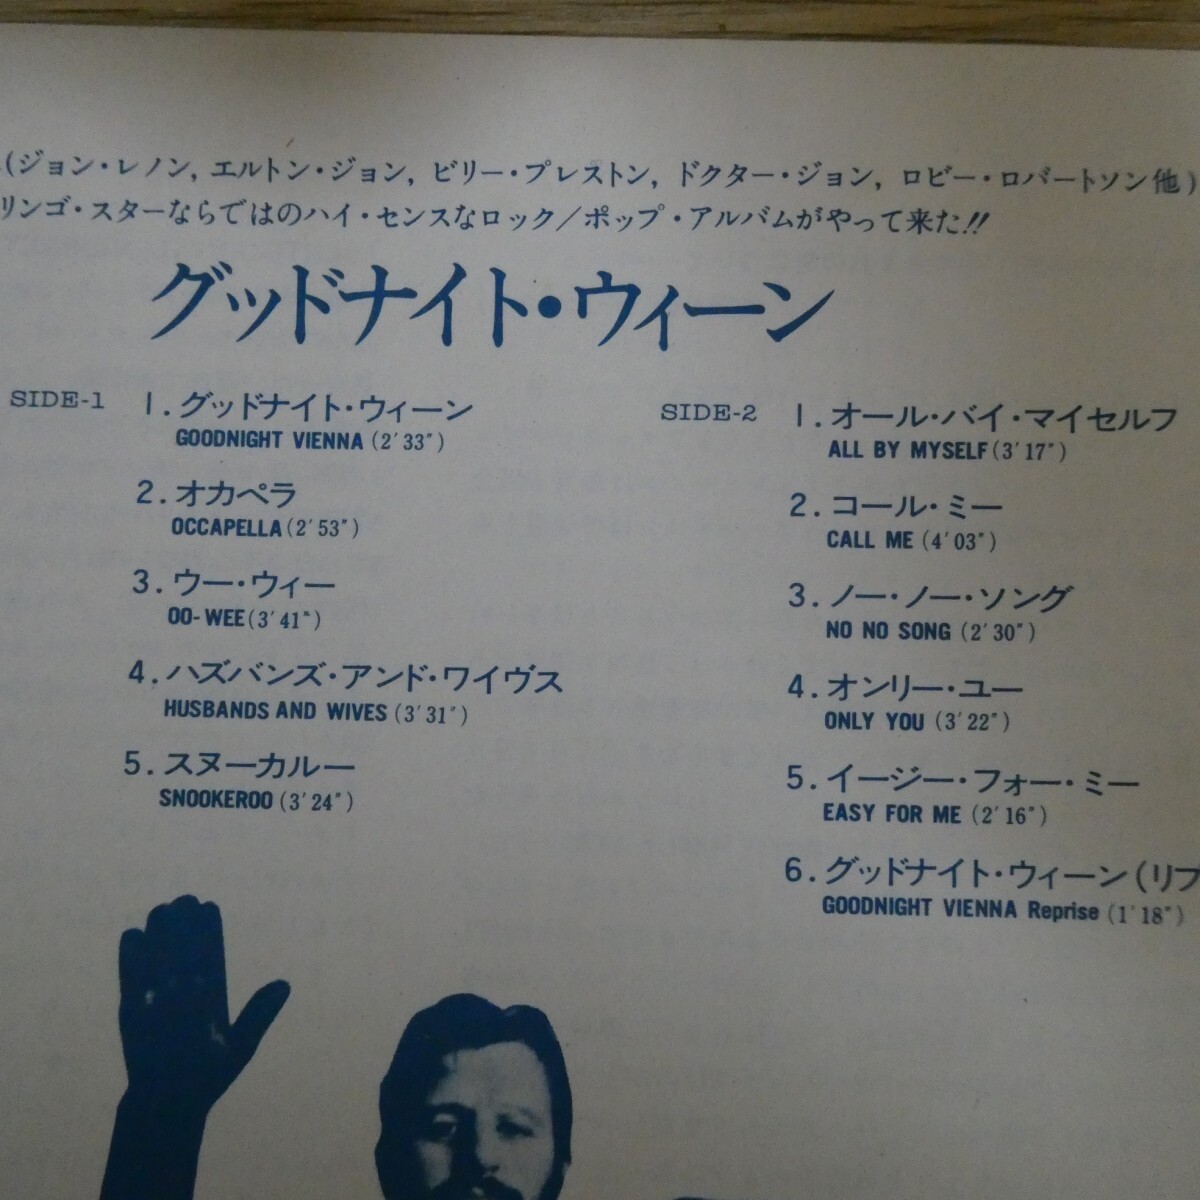 (ジョン・レノン, エルトン・ジョン, ビリー・プレストン, ドクター・ジョン, ロビー・ロバートソン他)
リンゴ・スターならではのハイ・センスなロック／ポップ・アルバムがやって来た!!
グッドナイト・ウィーン
SIDE-1
1. グッドナイト・ウィーン
GOODNIGHT VIENNA (2'33")
2. オカペラ
OCCAPELLA (2'53")
3. ウー・ウィー
OO-WEE (3'41")
4. ハズバンズ・アンド・ワイヴス
HUSBANDS AND WIVES (3'31")
5. スヌーカルー
SNOOKEROO (3'24")
SIDE-2
1. オール・バイ・マイセルフ
ALL BY MYSELF (3'17")
2. コール・ミー
CALL ME (4'03")
3. ノー・ノー・ソング
NO NO SONG (2'30")
4. オンリー・ユー
ONLY YOU (3'22")
5. イージー・フォー・ミー
EASY FOR ME (2'16")
6. グッドナイト・ウィーン(リプ
GOODNIGHT VIENNA Reprise (1'18")